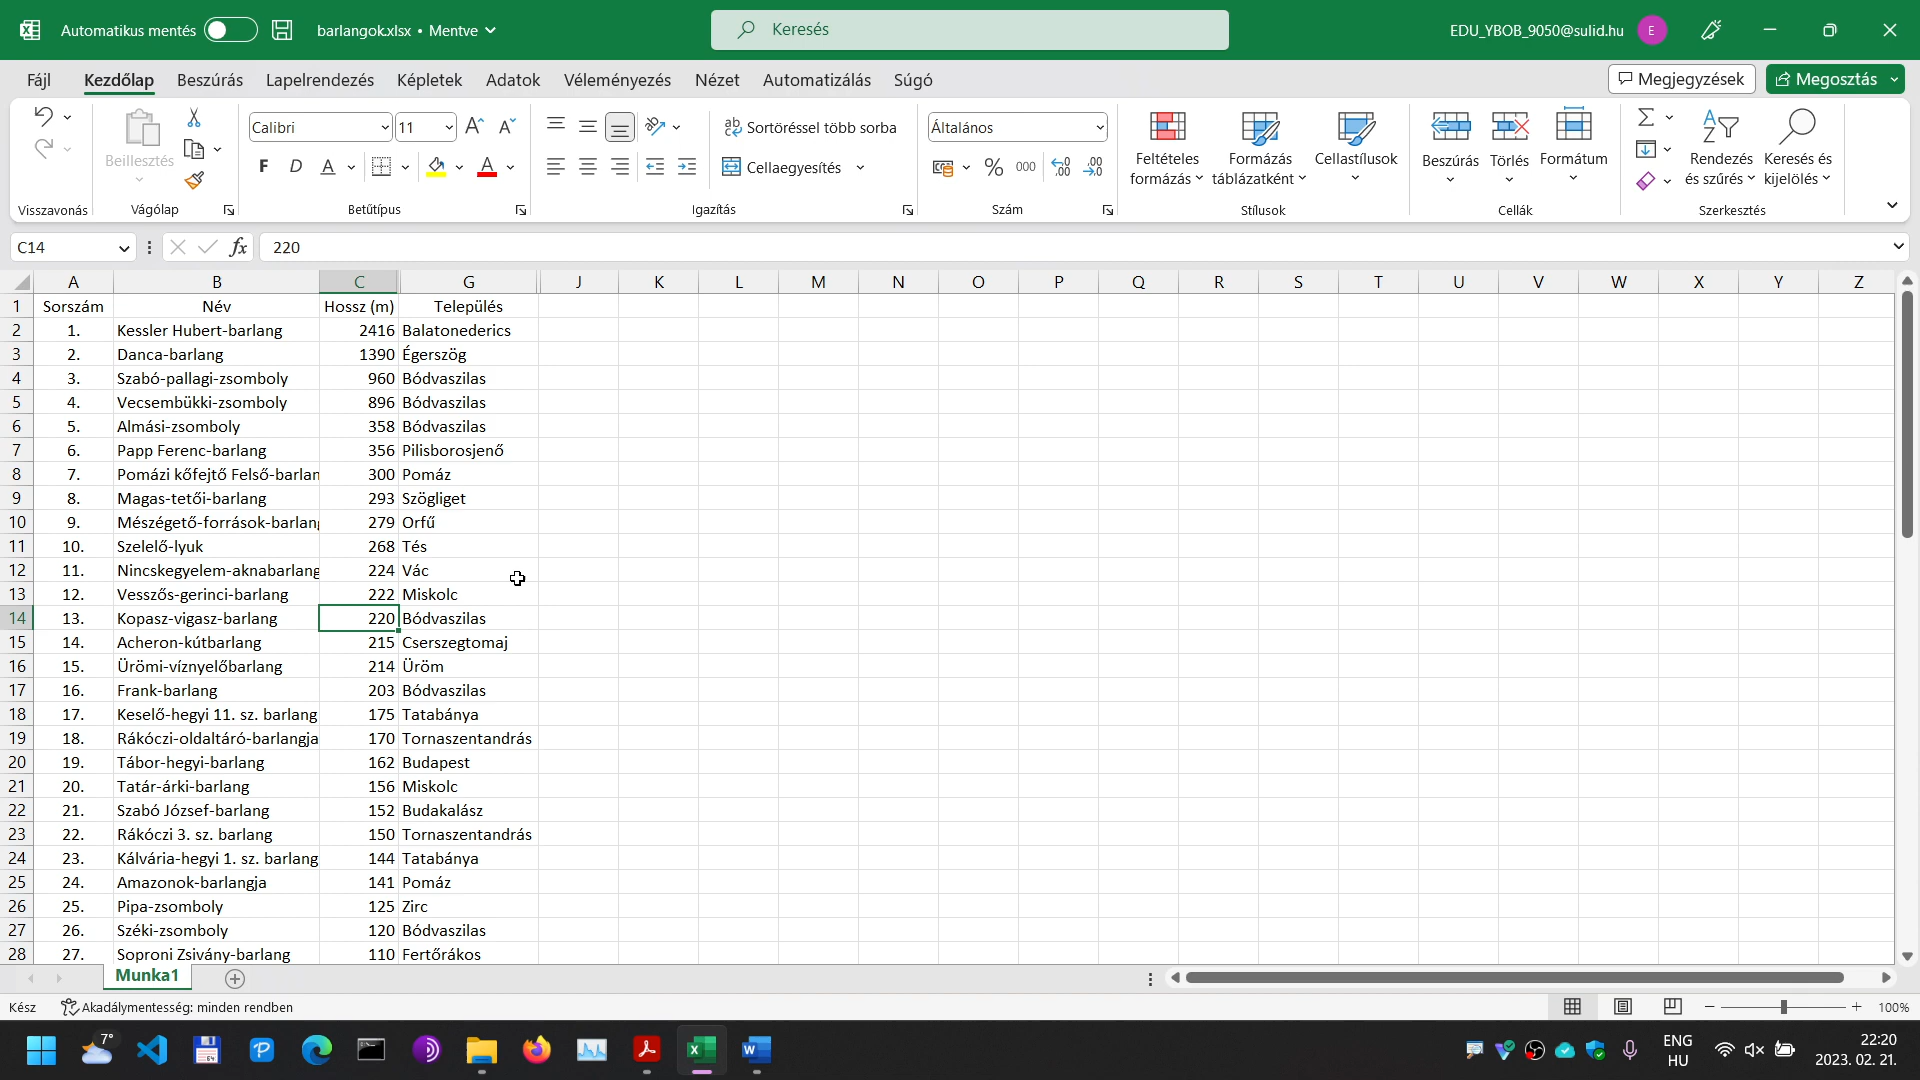 Automatikus mentés
barlangok.xlsx • Mentve
Keresés
EDU_YBOB_9050@sulid.hu
E
Fájl Kezdőlap Beszúrás Lapelrendezés Képletek Adatok Véleményezés Nézet Automatizálás Súgó
Megjegyzések
Megosztás
Beillesztés
Calibri
11
Sortöréssel több sorba
Cellaegyesítés
Általános
Feltételes formázás
Formázás táblázatként
Cellastílusok
Beszúrás
Törlés
Formátum
Rendezés és szűrés
Keresés és kijelölés
Visszavonás
Vágólap
Betűtípus
Igazítás
Szám
Stílusok
Cellák
Szerkesztés
C14
fx
220
A B C G J K L M N O P Q R S T U V W X Y Z
1 Sorszám Név Hossz (m) Település
2 1. Kessler Hubert-barlang 2416 Balatonederics
3 2. Danca-barlang 1390 Égerszög
4 3. Szabó-pallagi-zsomboly 960 Bódvaszilas
5 4. Vecsembükki-zsomboly 896 Bódvaszilas
6 5. Almási-zsomboly 358 Bódvaszilas
7 6. Papp Ferenc-barlang 356 Pilisborosjenő
8 7. Pomázi kőfejtő Felső-barlan 300 Pomáz
9 8. Magas-tetői-barlang 293 Szögliget
10 9. Mészégető-források-barlang 279 Orfű
11 10. Szelelő-lyuk 268 Tés
12 11. Nincskegyelem-aknabarlang 224 Vác
13 12. Vesszős-gerinci-barlang 222 Miskolc
14 13. Kopasz-vigasz-barlang 220 Bódvaszilas
15 14. Acheron-kútbarlang 215 Cserszegtomaj
16 15. Ürömi-víznyelőbarlang 214 Üröm
17 16. Frank-barlang 203 Bódvaszilas
18 17. Keselő-hegyi 11. sz. barlang 175 Tatabánya
19 18. Rákóczi-oldaltáró-barlangja 170 Tornaszentandrás
20 19. Tábor-hegyi-barlang 162 Budapest
21 20. Tatár-árki-barlang 156 Miskolc
22 21. Szabó József-barlang 152 Budakalász
23 22. Rákóczi 3. sz. barlang 150 Tornaszentandrás
24 23. Kálvária-hegyi 1. sz. barlang 144 Tatabánya
25 24. Amazonok-barlangja 141 Pomáz
26 25. Pipa-zsomboly 125 Zirc
27 26. Széki-zsomboly 120 Bódvaszilas
28 27. Soproni Zsivány-barlang 110 Fertőrákos
Munka1
Kész
Akadálymentesség: minden rendben
100%
7°
ENG
HU
22:20
2023. 02. 21.